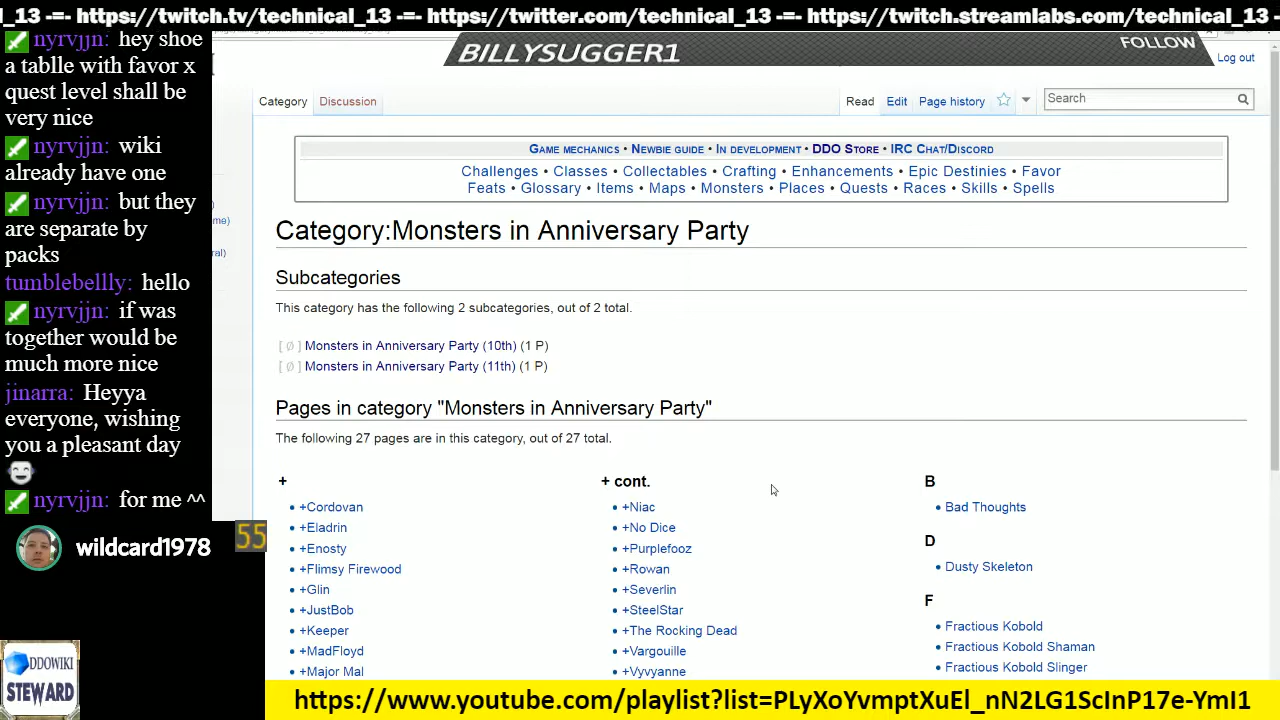 _13 -=- https://twitch.tv/technical_13 -=- https://twitter.com/technical_13 -=- https://twitch.streamlabs.com/technical_13 -=-
nyrvjjn: hey shoe
a tablle with favor x
quest level shall be
very nice
nyrvjjn: wiki
already have one
nyrvjjn: but they
are separate by
packs
tumblebellly: hello
nyrvjjn: if was
together would be
much more nice
jinarra: Heyya
everyone, wishing
you a pleasant day
nyrvjjn: for me ^^
wildcard1978
55
DDOWIKI
STEWARD
BILLYSUGGER1
FOLLOW
Log out
Category
Discussion
Read
Edit
Page history
Search
me)
ral)
GAME MECHANICS • NEWBIE GUIDE • IN DEVELOPMENT • DDO STORE • IRC CHAT/DISCORD
Challenges • Classes • Collectables • Crafting • Enhancements • Epic Destinies • Favor
Feats • Glossary • Items • Maps • Monsters • Places • Quests • Races • Skills • Spells
Category:Monsters in Anniversary Party
Subcategories
This category has the following 2 subcategories, out of 2 total.
[ ∅ ] Monsters in Anniversary Party (10th) (1 P)
[ ∅ ] Monsters in Anniversary Party (11th) (1 P)
Pages in category "Monsters in Anniversary Party"
The following 27 pages are in this category, out of 27 total.
+
• +Cordovan
• +Eladrin
• +Enosty
• +Flimsy Firewood
• +Glin
• +JustBob
• +Keeper
• +MadFloyd
• +Major Mal
+ cont.
• +Niac
• +No Dice
• +Purplefooz
• +Rowan
• +Severlin
• +SteelStar
• +The Rocking Dead
• +Vargouille
• +Vyvyanne
B
• Bad Thoughts
D
• Dusty Skeleton
F
• Fractious Kobold
• Fractious Kobold Shaman
• Fractious Kobold Slinger
https://www.youtube.com/playlist?list=PLyXoYvmptXuEl_nN2LG1ScInP17e-YmI1